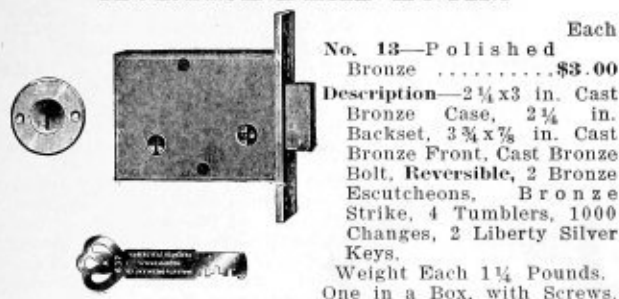 Each
No. 13—Polished
Bronze ..........$3.00
Description—2¼x3 in. Cast
Bronze Case, 2¼ in.
Backset, 3¾x⅞ in. Cast
Bronze Front, Cast Bronze
Bolt, Reversible, 2 Bronze
Escutcheons, Bronze
Strike, 4 Tumblers, 1000
Changes, 2 Liberty Silver
Keys.
Weight Each 1¼ Pounds.
One in a Box, with Screws.